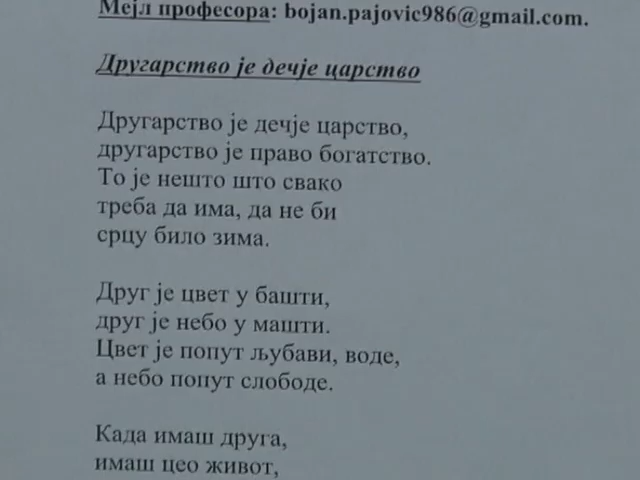 Мејл професора: bojan.pajovic986@gmail.com.
Другарство је дечје царство
Другарство је дечје царство,
другарство је право богатство.
То је нешто што свако
треба да има, да не би
срцу било зима.
Друг је цвет у башти,
друг је небо у машти.
Цвет је попут љубави, воде,
а небо попут слободе.
Када имаш друга,
имаш цео живот,